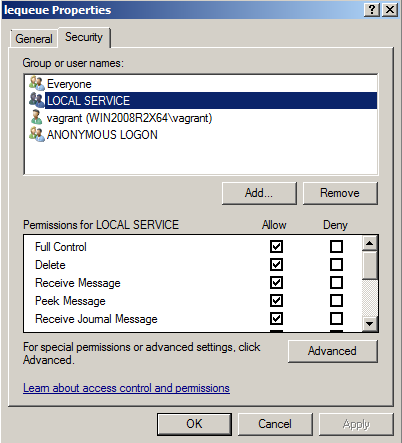 lequeue Properties
General
Security
Group or user names:
Everyone
LOCAL SERVICE
vagrant (WIN2008R2X64\vagrant)
ANONYMOUS LOGON
Add...
Remove
Permissions for LOCAL SERVICE
Allow
Deny
Full Control
Delete
Receive Message
Peek Message
Receive Journal Message
For special permissions or advanced settings, click
Advanced.
Advanced
Learn about access control and permissions
OK
Cancel
Apply